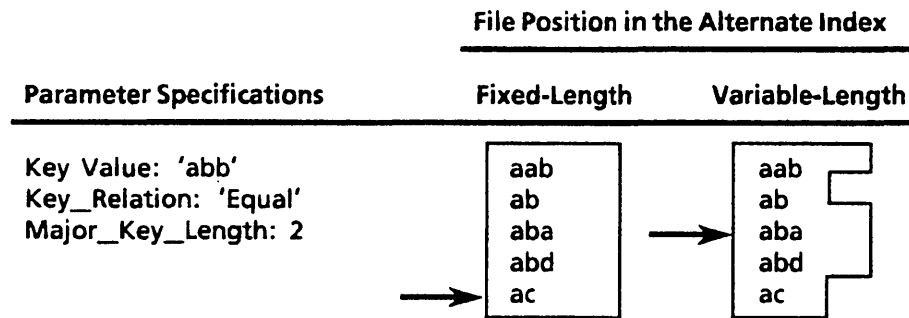 File Position in the Alternate Index
Parameter Specifications Fixed-Length Variable-Length
Key Value: 'abb' aab aab
Key_Relation: 'Equal' ab ab
Major_Key_Length: 2 aba aba
abd abd
ac ac